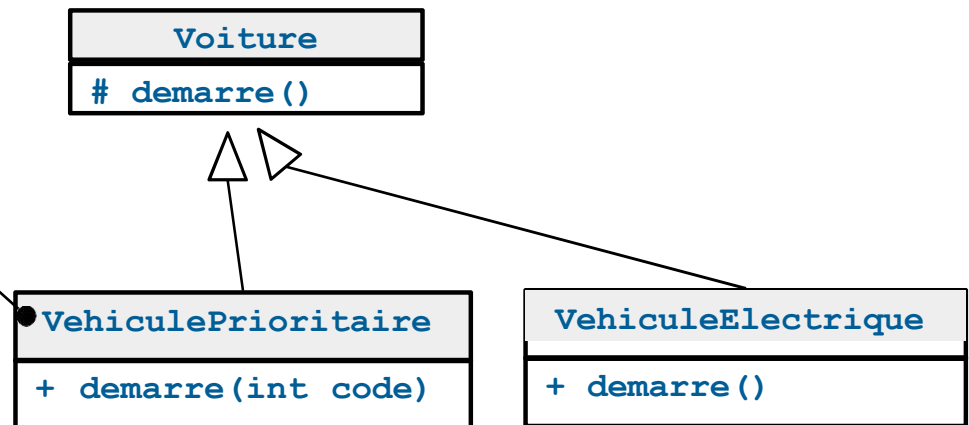 Voiture
# demarre()
VehiculePrioritaire
+ demarre(int code)
VehiculeElectrique
+ demarre()